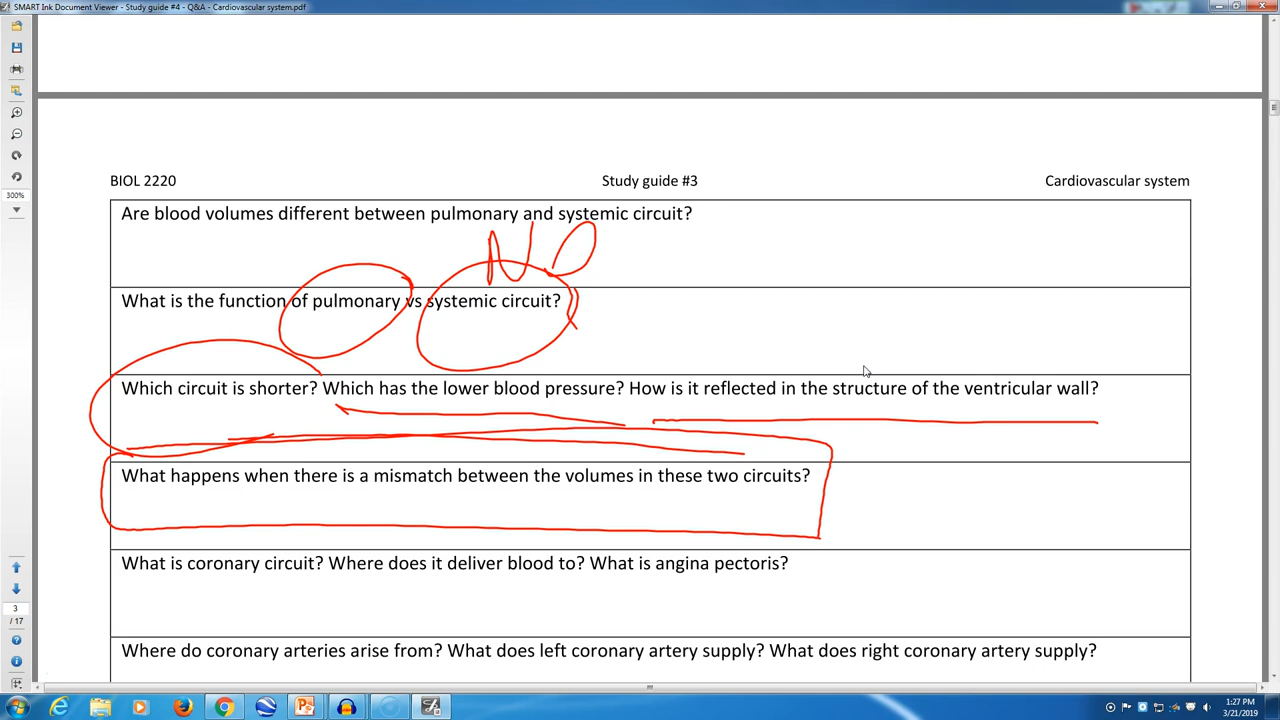 SMART Ink Document Viewer - Study guide #4 - Q&A - Cardiovascular system.pdf
300%
BIOL 2220 Study guide #3 Cardiovascular system
Are blood volumes different between pulmonary and systemic circuit?
No
What is the function of pulmonary vs systemic circuit?
Which circuit is shorter? Which has the lower blood pressure? How is it reflected in the structure of the ventricular wall?
What happens when there is a mismatch between the volumes in these two circuits?
What is coronary circuit? Where does it deliver blood to? What is angina pectoris?
Where do coronary arteries arise from? What does left coronary artery supply? What does right coronary artery supply?
3
/ 17
1:27 PM
3/21/2019